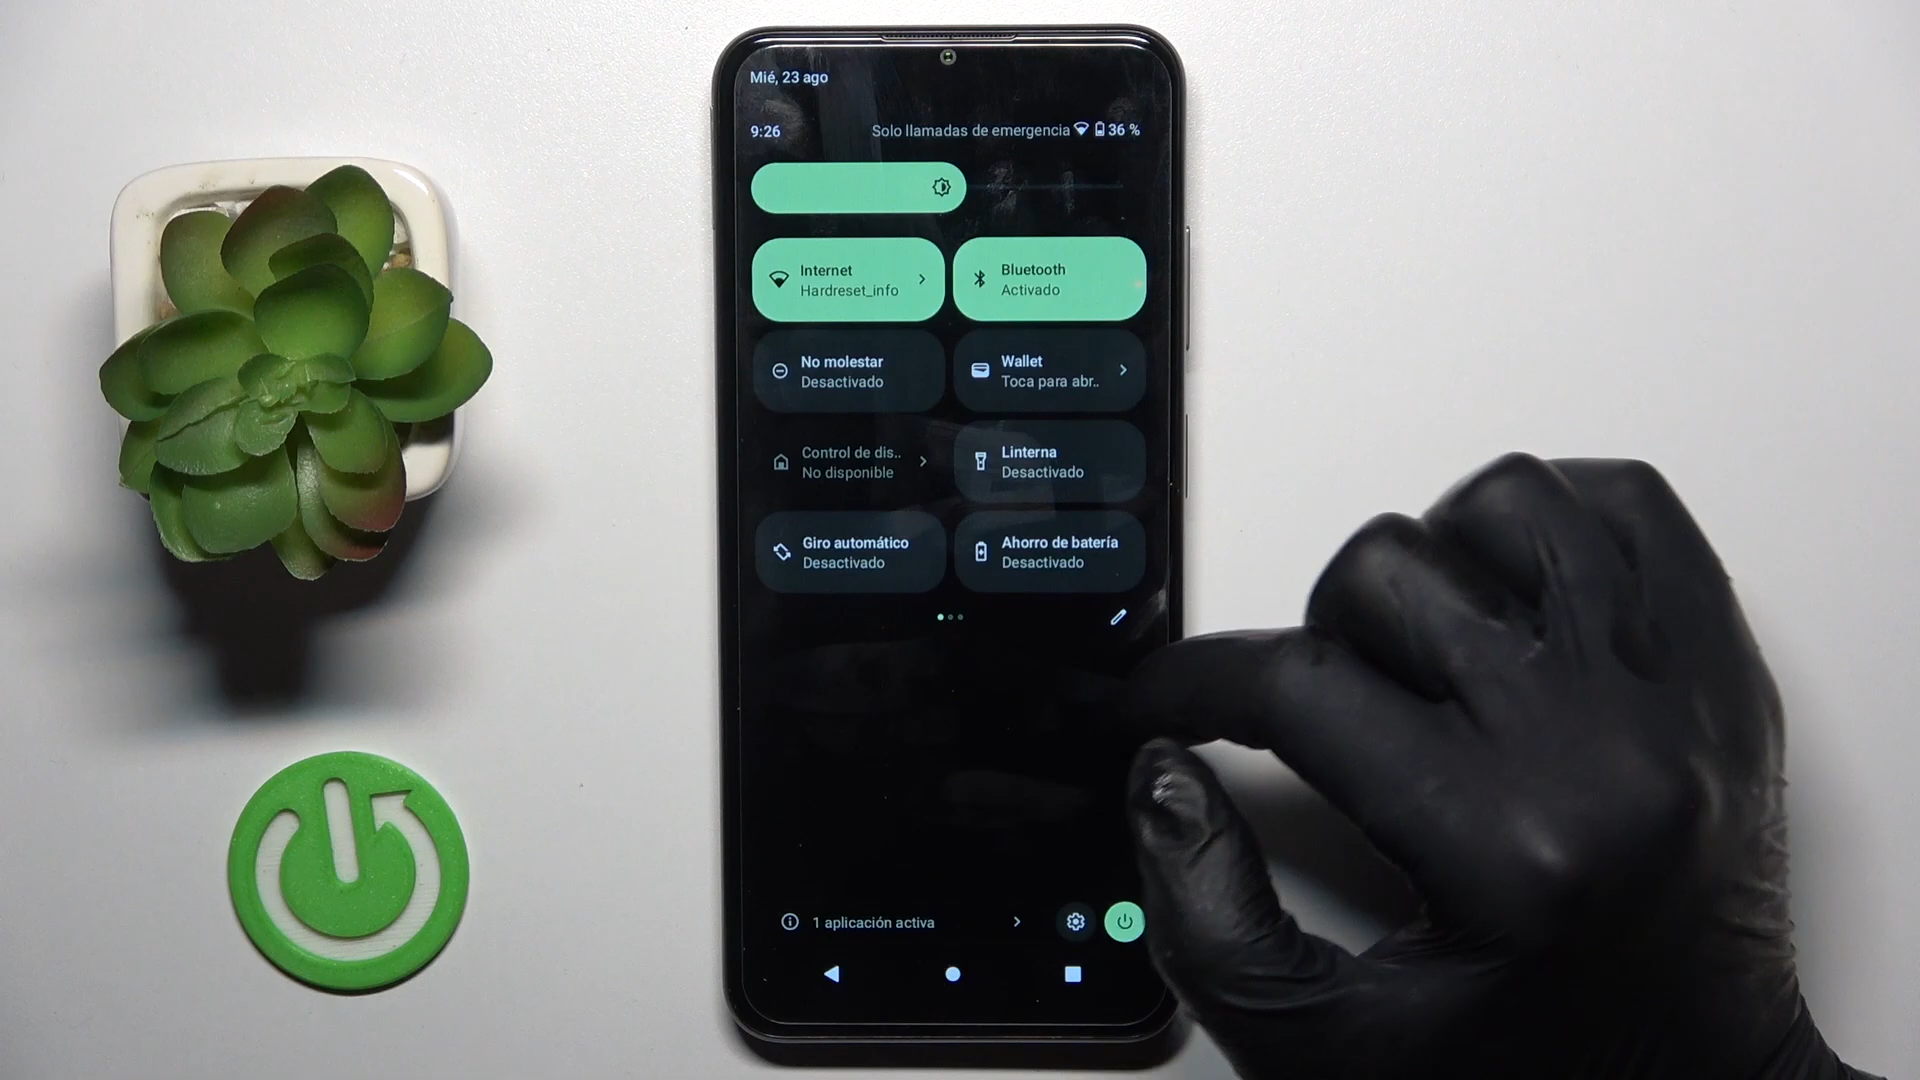 Mié, 23 ago
9:26 Solo llamadas de emergencia 36 %
Internet
Hardreset_info
Bluetooth
Activado
No molestar
Desactivado
Wallet
Toca para abr..
Control de dis..
No disponible
Linterna
Desactivado
Giro automático
Desactivado
Ahorro de batería
Desactivado
1 aplicación activa